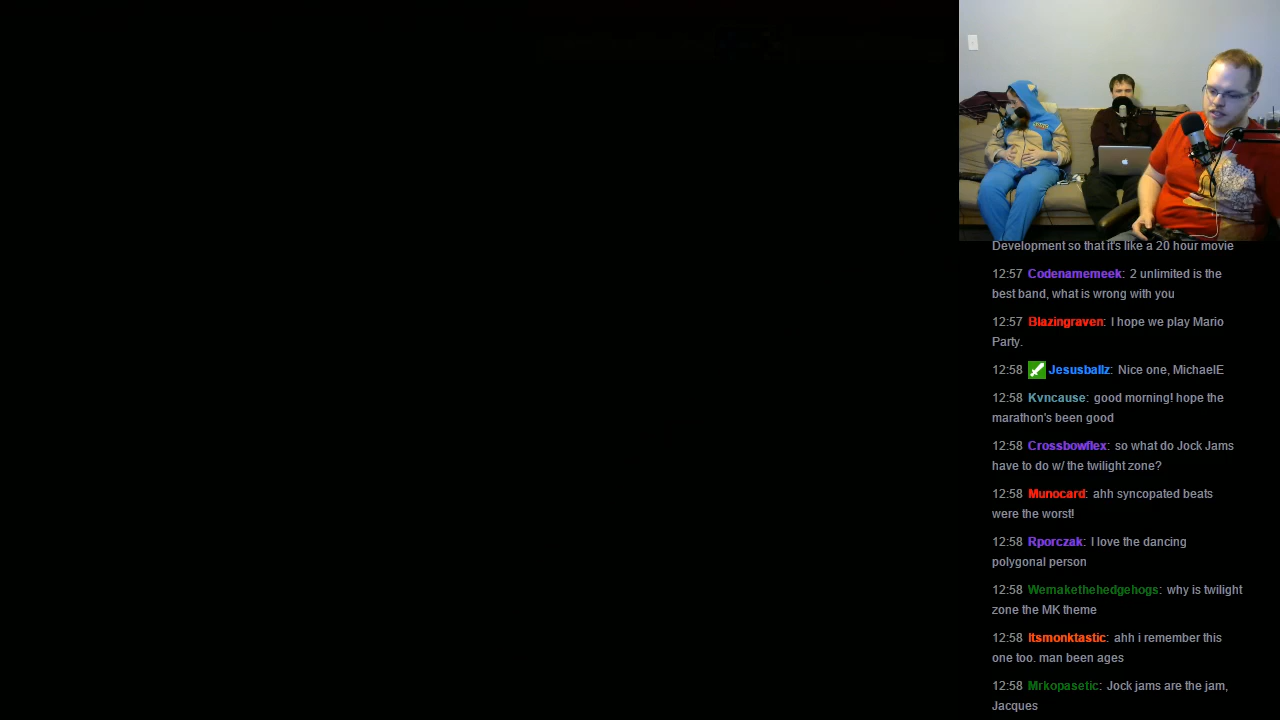 Development so that it's like a 20 hour movie
12:57 Codenamemeek: 2 unlimited is the
best band, what is wrong with you
12:57 Blazingraven: I hope we play Mario
Party.
12:58 Jesusballz: Nice one, MichaelE
12:58 Kvncause: good morning! hope the
marathon's been good
12:58 Crossbowflex: so what do Jock Jams
have to do w/ the twilight zone?
12:58 Munocard: ahh syncopated beats
were the worst!
12:58 Rporczak: I love the dancing
polygonal person
12:58 Wemakethehedgehogs: why is twilight
zone the MK theme
12:58 Itsmonktastic: ahh i remember this
one too. man been ages
12:58 Mrkopasetic: Jock jams are the jam,
Jacques